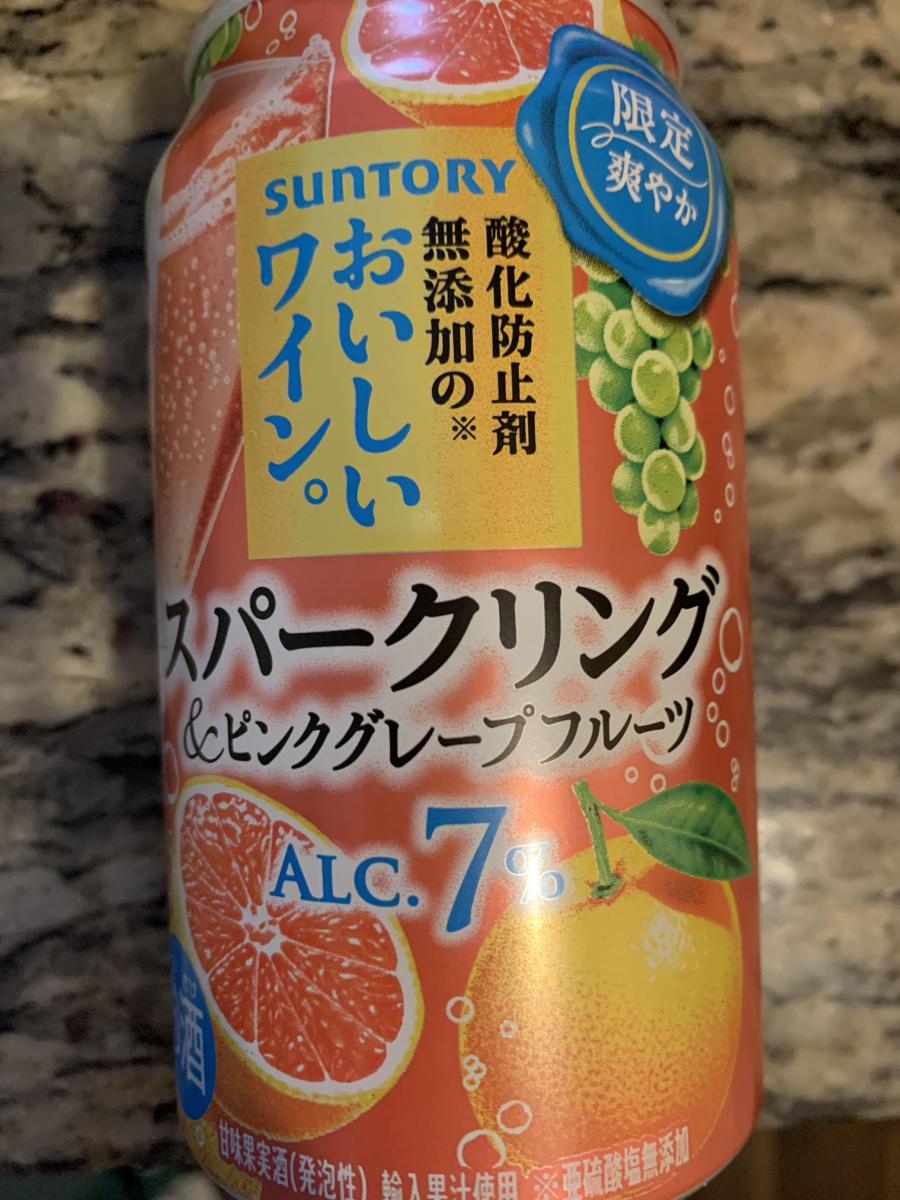 限定
爽やか
SUNTORY
酸化防止剤
無添加の※
おいしい
ワイン。
スパークリング
&ピンクグレープフルーツ
ALC.7%
さけ
酒
甘味果実酒(発泡性) 輸入果汁使用 ※亜硫酸塩無添加